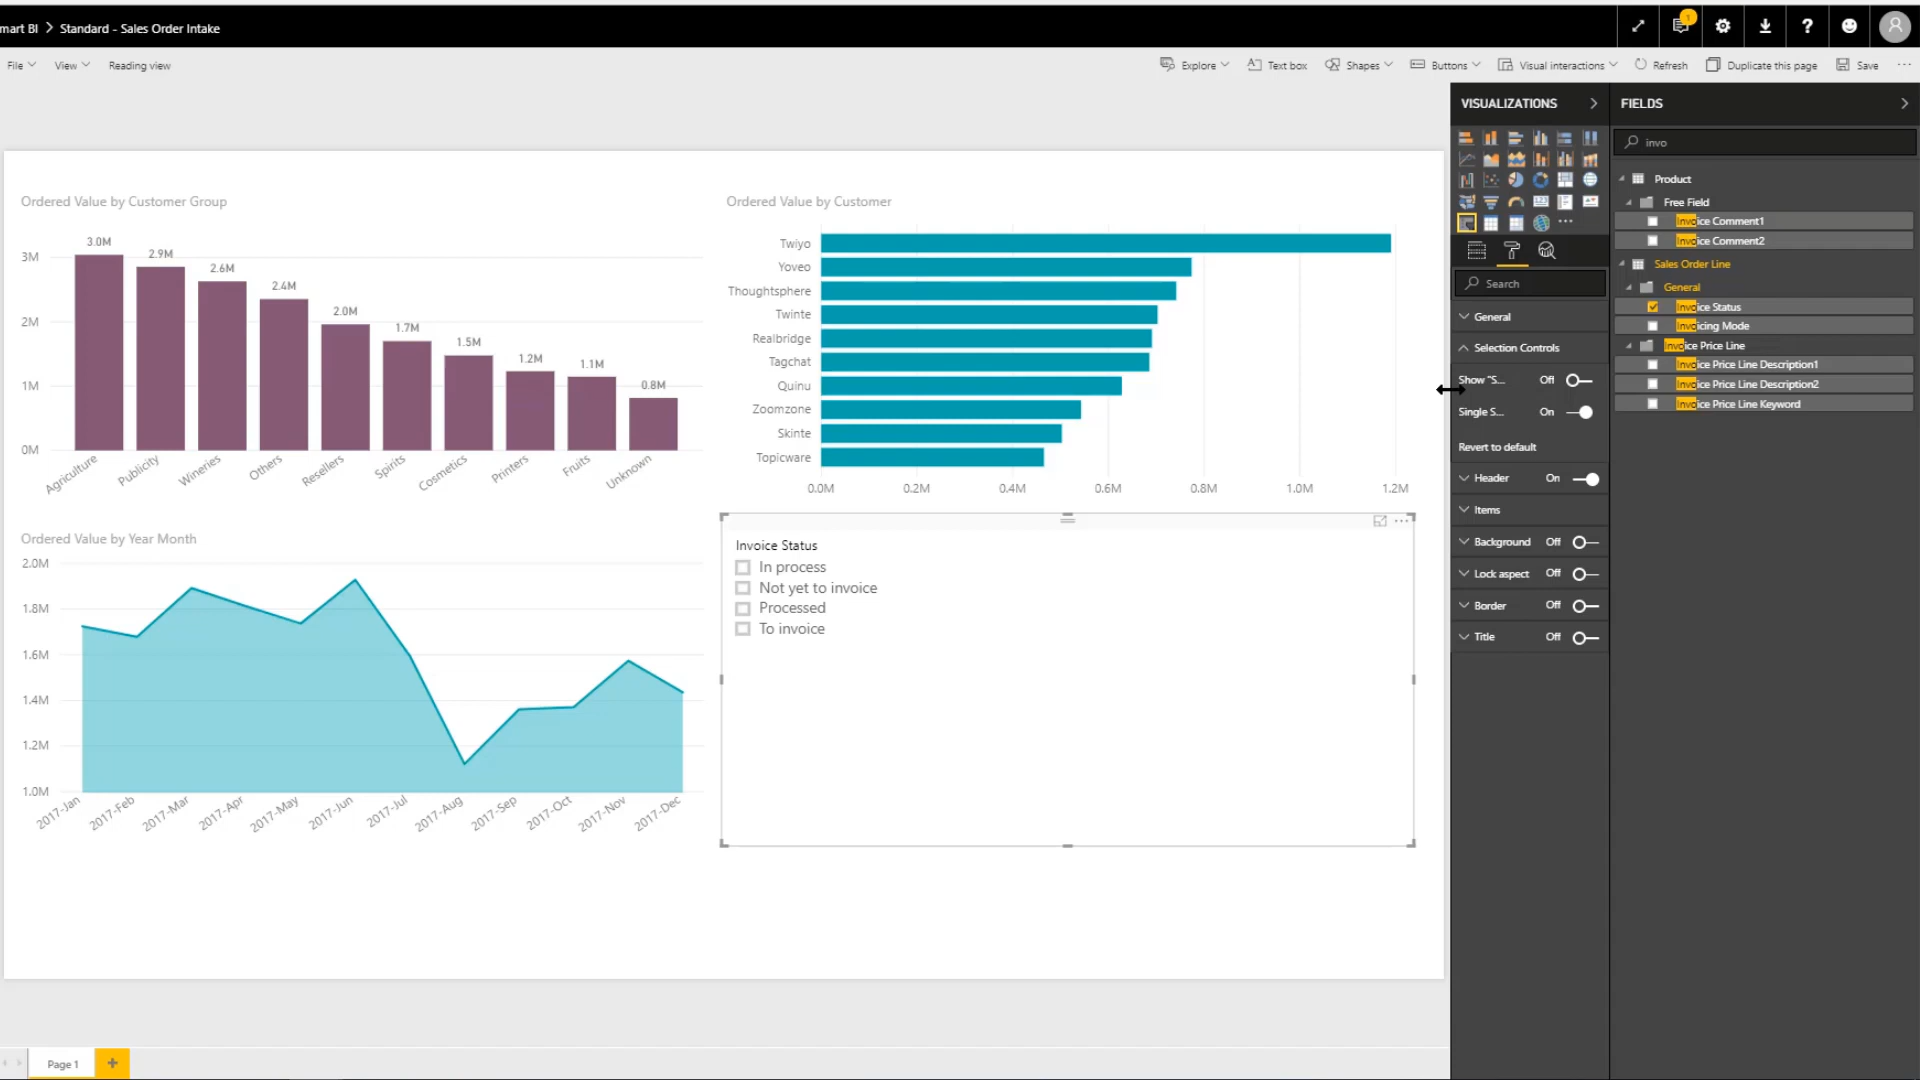 mart BI > Standard - Sales Order Intake
1
File View Reading view
Explore Text box Shapes Buttons Visual interactions Refresh Duplicate this page Save ...
Ordered Value by Customer Group
3M
2M
1M
0M
3.0M
2.9M
2.6M
2.4M
2.0M
1.7M
1.5M
1.2M
1.1M
0.8M
Agriculture
Publicity
Wineries
Others
Resellers
Spirits
Cosmetics
Printers
Fruits
Unknown
Ordered Value by Customer
Twiyo
Yoveo
Thoughtsphere
Twinte
Realbridge
Tagchat
Quinu
Zoomzone
Skinte
Topicware
0.0M 0.2M 0.4M 0.6M 0.8M 1.0M 1.2M
Ordered Value by Year Month
2.0M
1.8M
1.6M
1.4M
1.2M
1.0M
2017-Jan
2017-Feb
2017-Mar
2017-Apr
2017-May
2017-Jun
2017-Jul
2017-Aug
2017-Sep
2017-Oct
2017-Nov
2017-Dec
Invoice Status
In process
Not yet to invoice
Processed
To invoice
VISUALIZATIONS
Search
General
Selection Controls
Show "S... Off
Single S... On
Revert to default
Header On
Items
Background Off
Lock aspect Off
Border Off
Title Off
FIELDS
invo
Product
Free Field
Invoice Comment1
Invoice Comment2
Sales Order Line
General
Invoice Status
Invoicing Mode
Invoice Price Line
Invoice Price Line Description1
Invoice Price Line Description2
Invoice Price Line Keyword
Page 1 +